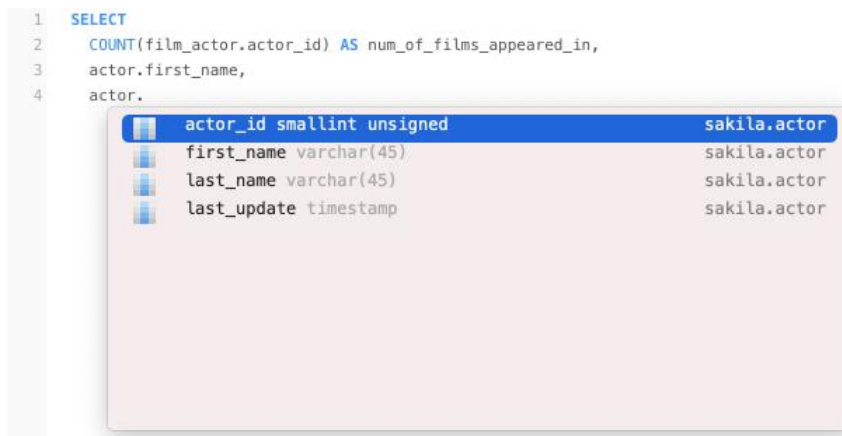 1 SELECT
2 COUNT(film_actor.actor_id) AS num_of_films_appeared_in,
3 actor.first_name,
4 actor.
actor_id smallint unsigned sakila.actor
first_name varchar(45) sakila.actor
last_name varchar(45) sakila.actor
last_update timestamp sakila.actor